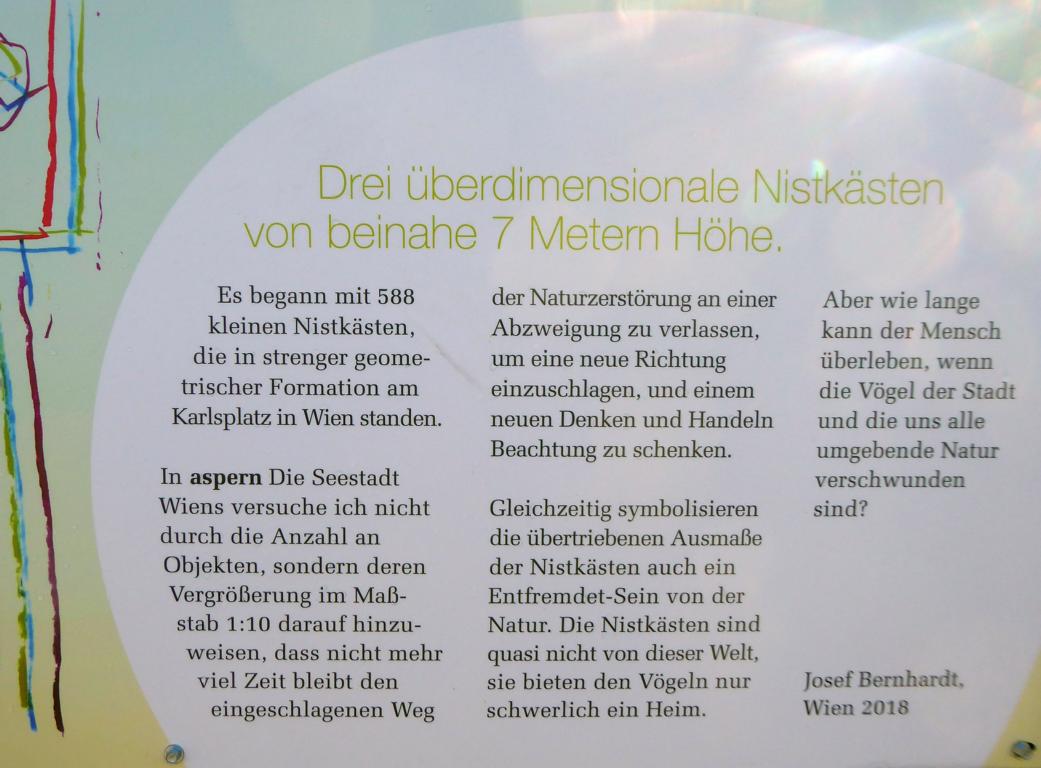 Drei überdimensionale Nistkästen
von beinahe 7 Metern Höhe.
Es begann mit 588
kleinen Nistkästen,
die in strenger geome-
trischer Formation am
Karlsplatz in Wien standen.
In aspern Die Seestadt
Wiens versuche ich nicht
durch die Anzahl an
Objekten, sondern deren
Vergrößerung im Maß-
stab 1:10 darauf hinzu-
weisen, dass nicht mehr
viel Zeit bleibt den
eingeschlagenen Weg
der Naturzerstörung an einer
Abzweigung zu verlassen,
um eine neue Richtung
einzuschlagen, und einem
neuen Denken und Handeln
Beachtung zu schenken.
Gleichzeitig symbolisieren
die übertriebenen Ausmaße
der Nistkästen auch ein
Entfremdet-Sein von der
Natur. Die Nistkästen sind
quasi nicht von dieser Welt,
sie bieten den Vögeln nur
schwerlich ein Heim.
Aber wie lange
kann der Mensch
überleben, wenn
die Vögel der Stadt
und die uns alle
umgebende Natur
verschwunden
sind?
Josef Bernhardt,
Wien 2018